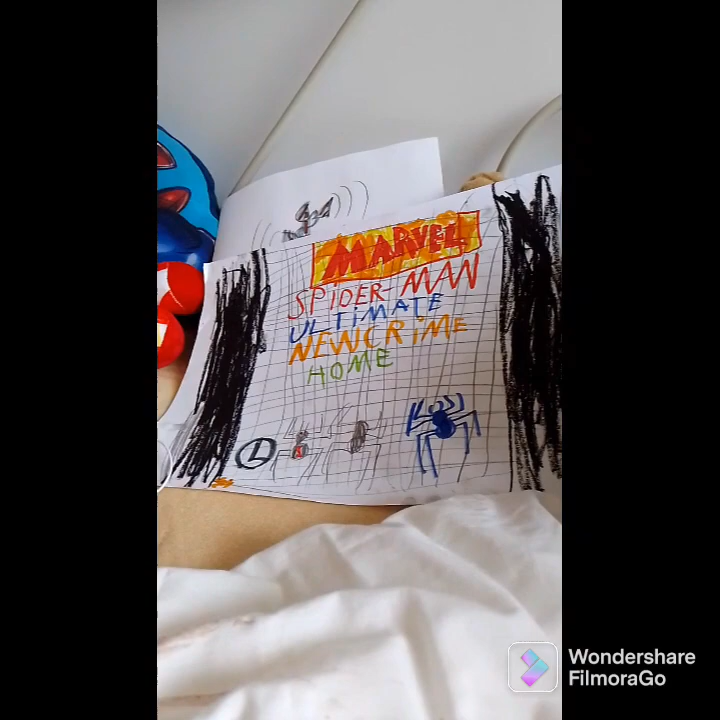 MARVEL
SPIDER-MAN
ULTIMATE
NEWCRIME
HOME
Wondershare
FilmoraGo